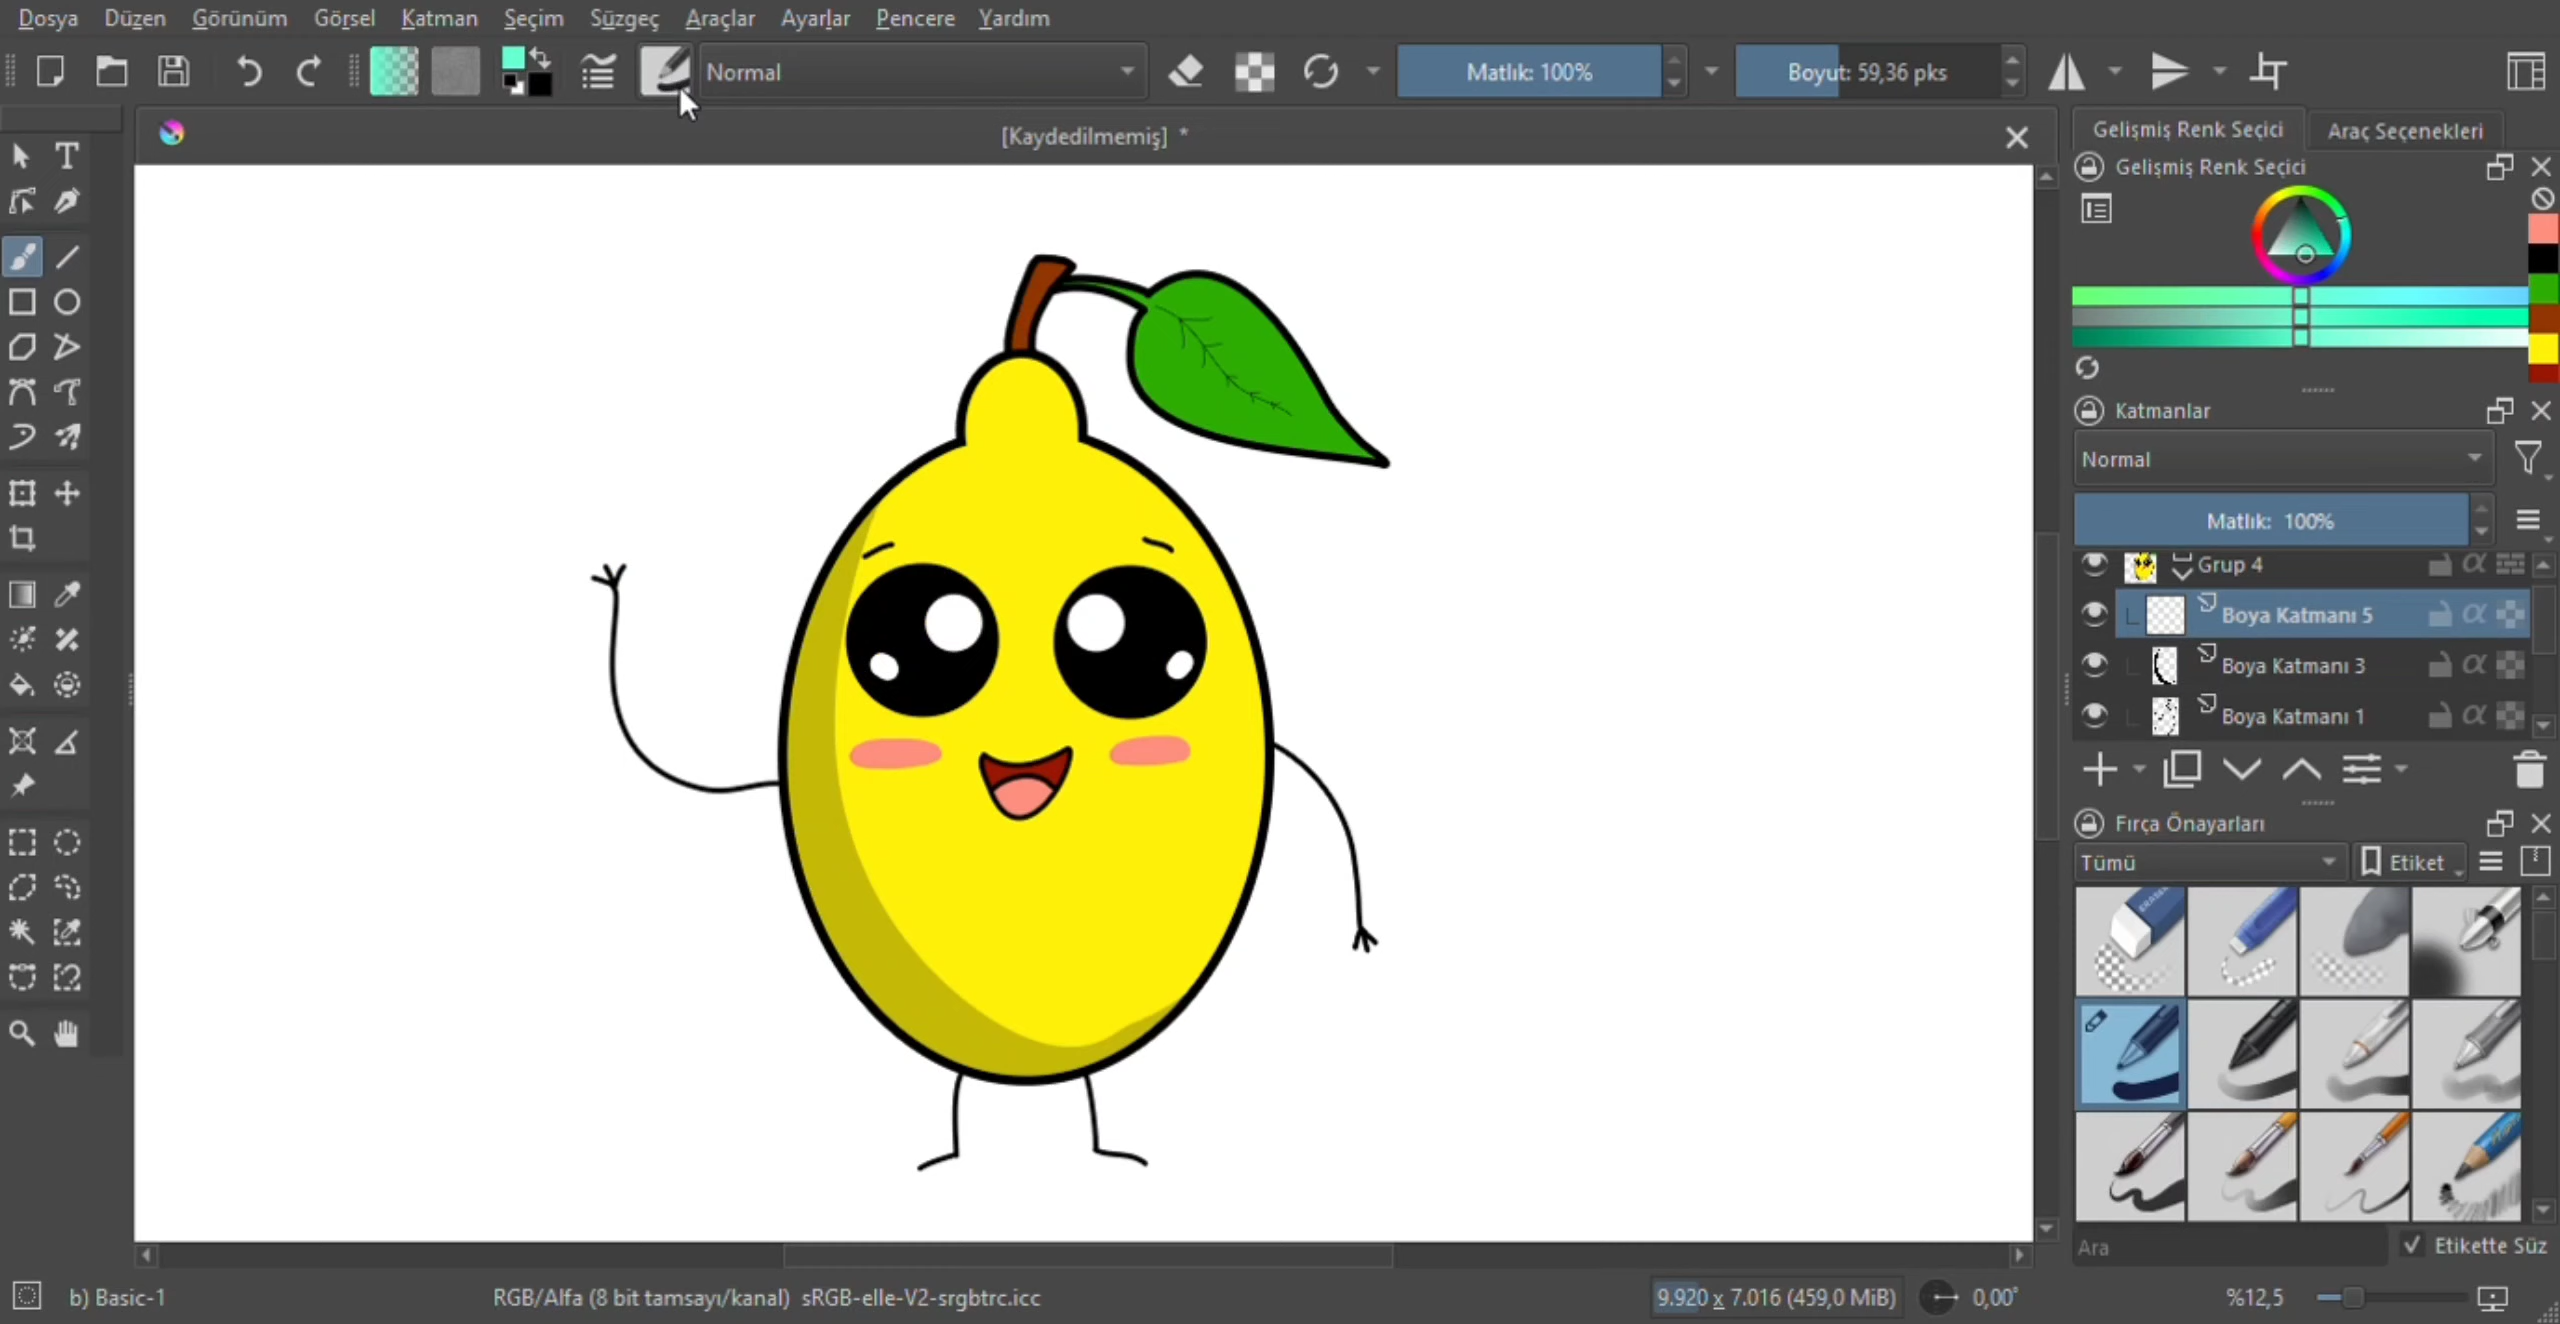 Dosya Düzen Görünüm Görsel Katman Seçim Süzgeç Araçlar Ayarlar Pencere Yardım
Normal
Matlık: 100%
Boyut: 59,36 pks
[Kaydedilmemiş] *
Gelişmiş Renk Seçici
Araç Seçenekleri
Gelişmiş Renk Seçici
Katmanlar
Normal
Matlık: 100%
Grup 4
Boya Katmanı 5
Boya Katmanı 3
Boya Katmanı 1
Fırça Önayarları
Tümü
Etiket
Ara
Etikette Süz
b) Basic-1
RGB/Alfa (8 bit tamsayı/kanal) sRGB-elle-V2-srgbtrc.icc
9.920 x 7.016 (459,0 MiB)
0,00°
%12,5